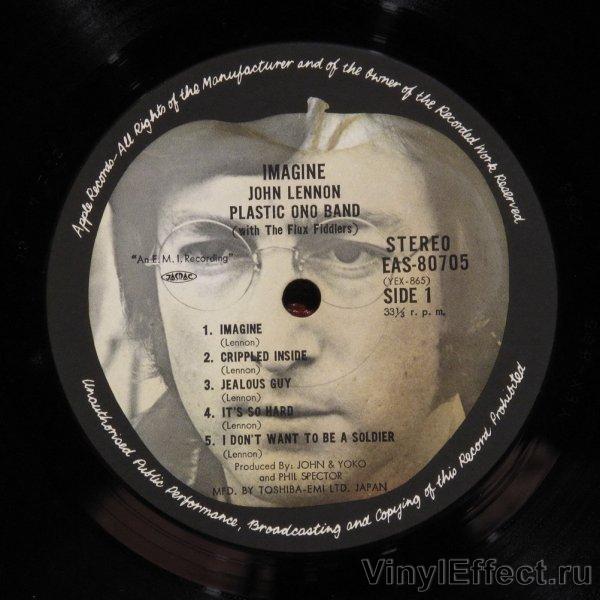 Apple Records-All Rights of the Manufacturer and of the Owner of the Recorded Work Reserved
IMAGINE
JOHN LENNON
PLASTIC ONO BAND
(with The Flux Fiddlers)
"An E.M.I. Recording"
JASRAC
STEREO
EAS-80705
(YEX-865)
SIDE 1
33⅓ r.p.m.
1. IMAGINE
(Lennon)
2. CRIPPLED INSIDE
(Lennon)
3. JEALOUS GUY
(Lennon)
4. IT'S SO HARD
(Lennon)
5. I DON'T WANT TO BE A SOLDIER
(Lennon)
Produced By: JOHN & YOKO
and PHIL SPECTOR
MFD. BY TOSHIBA-EMI LTD. JAPAN
Unauthorised Public Performance, Broadcasting and Copying of this Record Prohibited
VinylEffect.ru